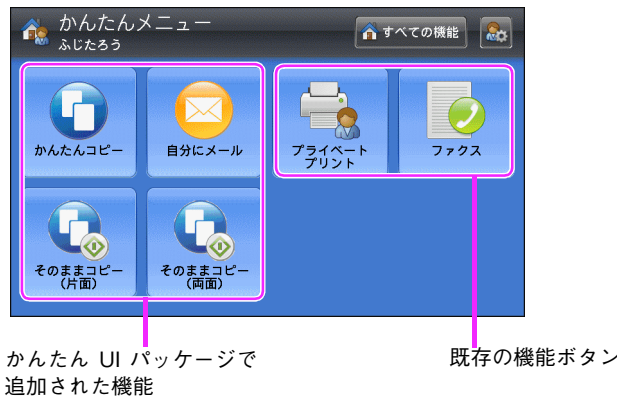 かんたんメニュー
ふじたろう
すべての機能
かんたんコピー
自分にメール
プライベート
プリント
ファクス
そのままコピー
（片面）
そのままコピー
（両面）
かんたん UI パッケージで
追加された機能
既存の機能ボタン